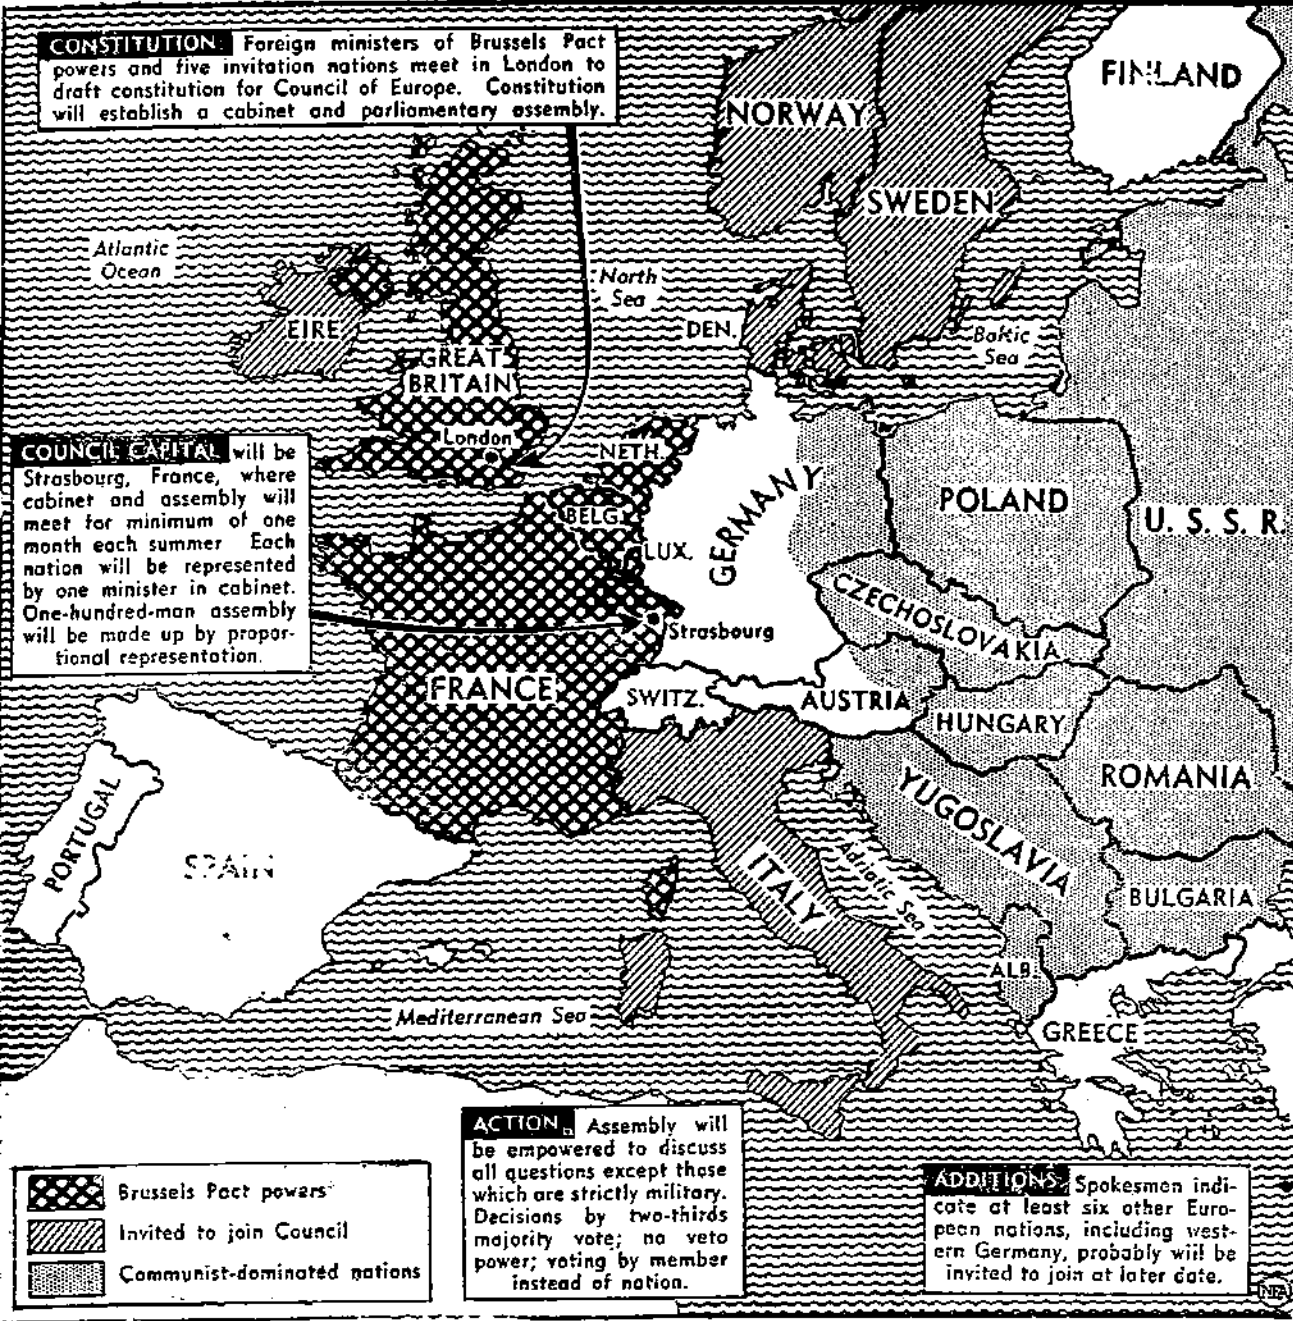 CONSTITUTION: Foreign ministers of Brussels Pact
powers and five invitation nations meet in London to
draft constitution for Council of Europe. Constitution
will establish a cabinet and parliamentary assembly.
FINLAND
NORWAY
SWEDEN
Atlantic
Ocean
North
Sea
EIRE
DEN.
Baltic
Sea
GREAT
BRITAIN
London
NETH.
COUNCIL CAPITAL will be
Strasbourg, France, where
cabinet and assembly will
meet for minimum of one
month each summer Each
nation will be represented
by one minister in cabinet.
One-hundred-man assembly
will be made up by propor-
tional representation.
BELG.
LUX.
GERMANY
POLAND
U. S. S. R.
CZECHOSLOVAKIA
Strasbourg
FRANCE
SWITZ.
AUSTRIA
HUNGARY
ROMANIA
YUGOSLAVIA
PORTUGAL
SPAIN
ITALY
Adriatic Sea
BULGARIA
ALB.
Mediterranean Sea
GREECE
ACTION Assembly will
be empowered to discuss
all questions except those
which are strictly military.
Decisions by two-thirds
majority vote; no veto
power; voting by member
instead of nation.
Brussels Pact powers
Invited to join Council
Communist-dominated nations
ADDITIONS Spokesmen indi-
cate at least six other Euro-
pean nations, including west-
ern Germany, probably will be
invited to join at later date.
NEA